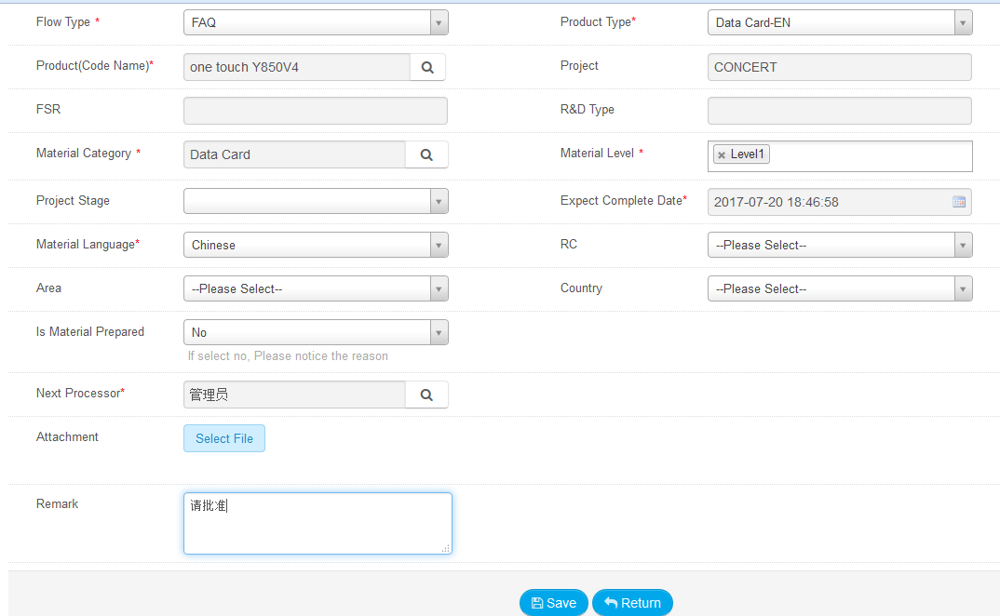 Flow Type * FAQ Product Type* Data Card-EN
Product(Code Name)* one touch Y850V4 Project CONCERT
FSR R&D Type
Material Category * Data Card Material Level * Level1
Project Stage Expect Complete Date* 2017-07-20 18:46:58
Material Language* Chinese RC --Please Select--
Area --Please Select-- Country --Please Select--
Is Material Prepared No
If select no, Please notice the reason
Next Processor* 管理员
Attachment Select File
Remark 请批准
Save Return